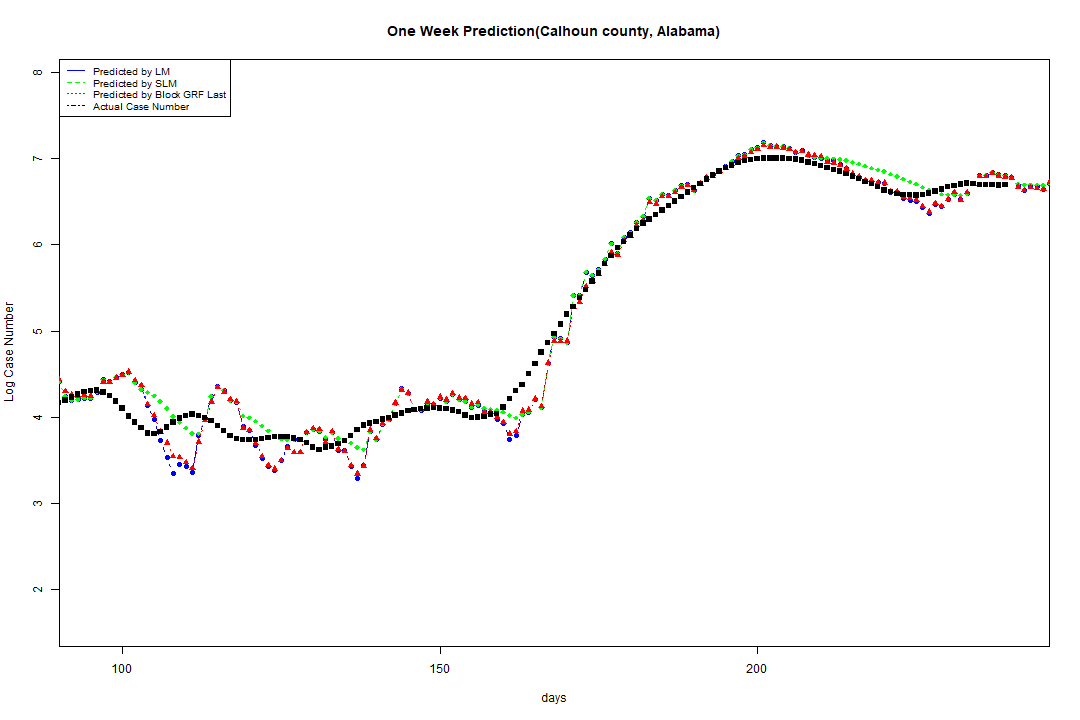 One Week Prediction(Calhoun county, Alabama)
Predicted by LM
Predicted by SLM
Predicted by Block GRF Last
Actual Case Number
8
7
6
5
4
3
2
Log Case Number
100 150 200
days